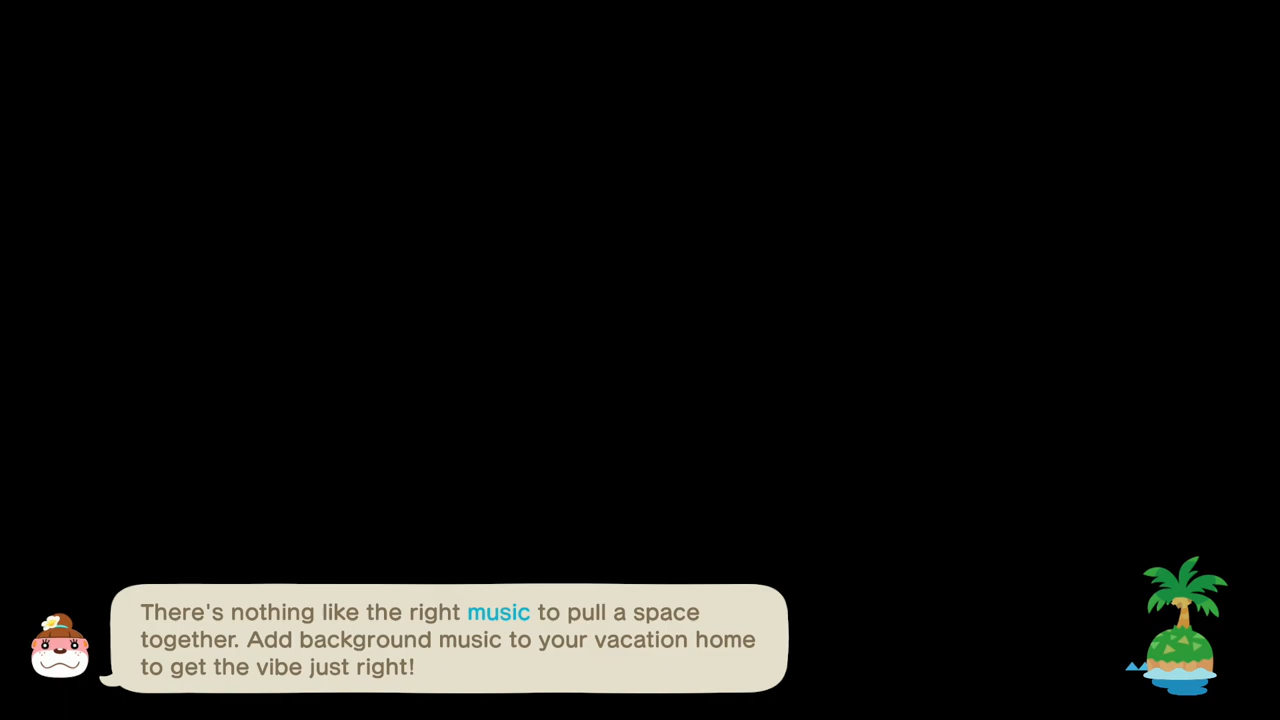 There's nothing like the right music to pull a space
together. Add background music to your vacation home
to get the vibe just right!